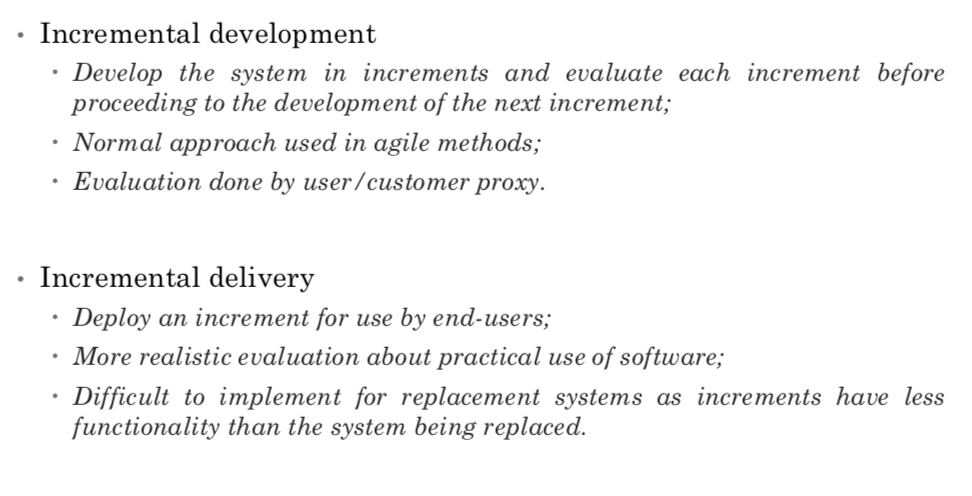 • Incremental development
• Develop the system in increments and evaluate each increment before
proceeding to the development of the next increment;
• Normal approach used in agile methods;
• Evaluation done by user/customer proxy.
• Incremental delivery
• Deploy an increment for use by end-users;
• More realistic evaluation about practical use of software;
• Difficult to implement for replacement systems as increments have less
functionality than the system being replaced.